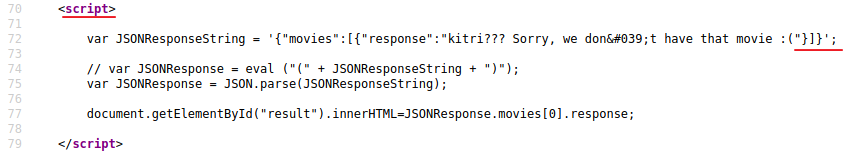 70 <script>
71
72 var JSONResponseString = '{"movies":[{"response":"kitri??? Sorry, we don&#039;t have that movie :("}]}';
73
74 // var JSONResponse = eval ("(" + JSONResponseString + ")");
75 var JSONResponse = JSON.parse(JSONResponseString);
76
77 document.getElementById("result").innerHTML=JSONResponse.movies[0].response;
78
79 </script>